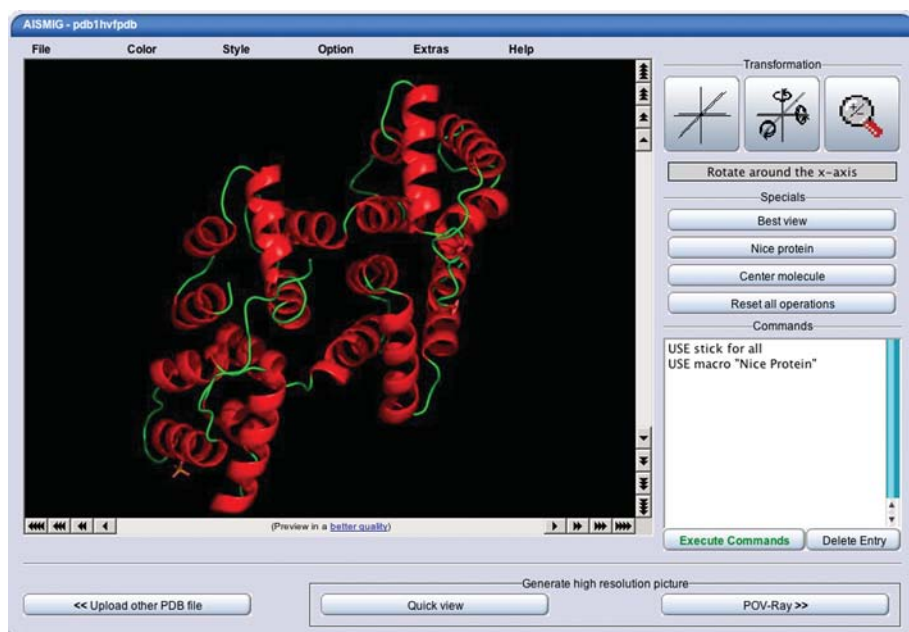 AISMIG - pdb1hvfpdb
File Color Style Option Extras Help
Transformation
Rotate around the x-axis
Specials
Best view
Nice protein
Center molecule
Reset all operations
Commands
USE stick for all
USE macro "Nice Protein"
(Preview in a better quality)
Execute Commands Delete Entry
Generate high resolution picture
<< Upload other PDB file Quick view POV-Ray >>